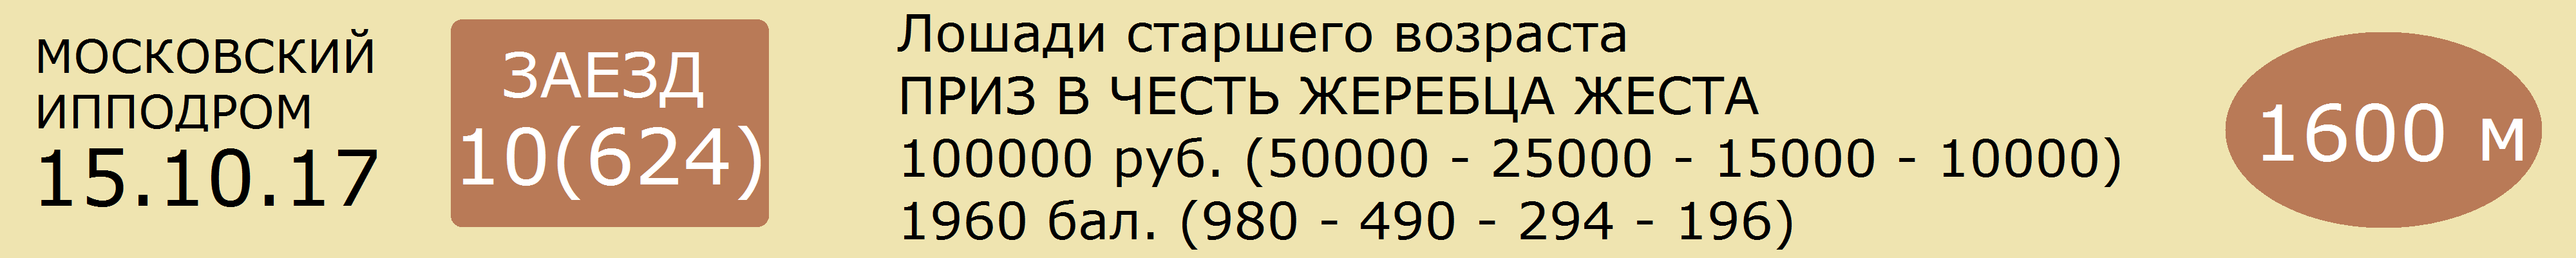 МОСКОВСКИЙ
ИППОДРОМ
15.10.17
ЗАЕЗД
10(624)
Лошади старшего возраста
ПРИЗ В ЧЕСТЬ ЖЕРЕБЦА ЖЕСТА
100000 руб. (50000 - 25000 - 15000 - 10000)
1960 бал. (980 - 490 - 294 - 196)
1600 м